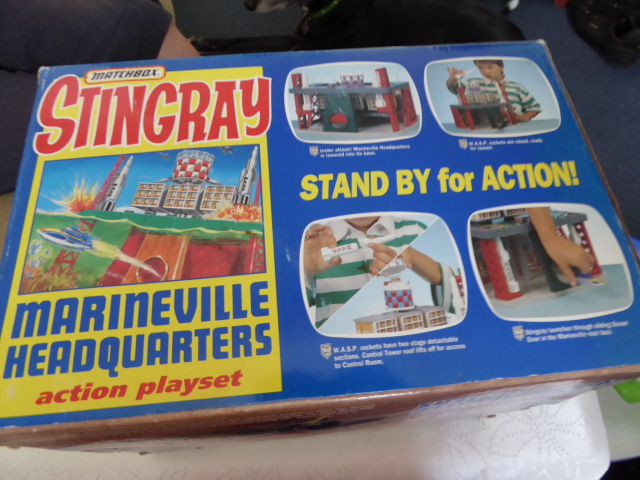 MATCHBOX
STINGRAY
MARINEVILLE
HEADQUARTERS
action playset
Under attack! Marineville Headquarters
is lowered into its base.
W.A.S.P. rockets are raised, ready
for launch.
STAND BY for ACTION!
W.A.S.P. rockets have two stage detachable
sections. Control Tower roof lifts off for access
to Control Room.
Stingray launches through sliding Ocean
Door in the Marineville rock base.